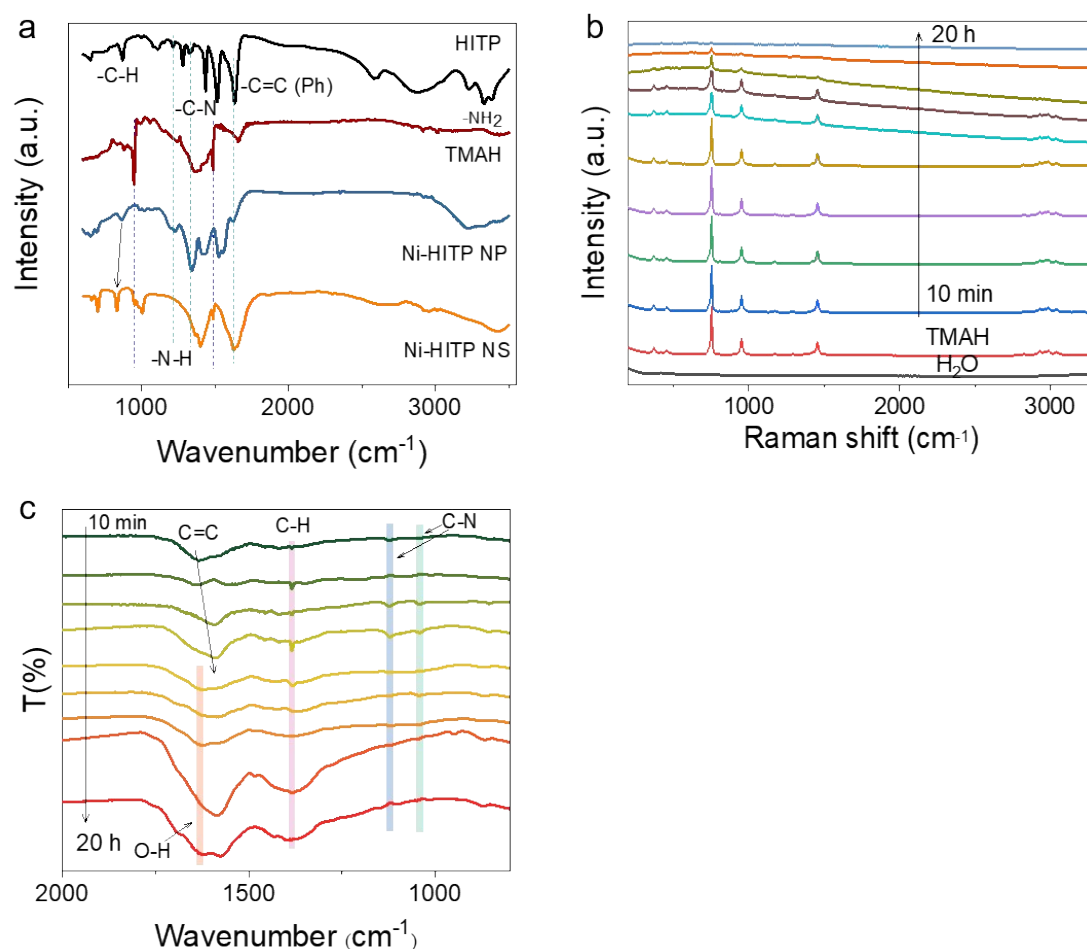 a
HITP
-C-H
-C-N
-C=C (Ph)
-NH2
TMAH
Ni-HITP NP
-N-H
Ni-HITP NS
Intensity (a.u.)
1000 2000 3000
Wavenumber (cm-1)
b
20 h
10 min
TMAH
H2O
Intensity (a.u.)
1000 2000 3000
Raman shift (cm-1)
c
10 min
C=C
C-H
C-N
20 h
O-H
T(%)
2000 1500 1000
Wavenumber (cm-1)